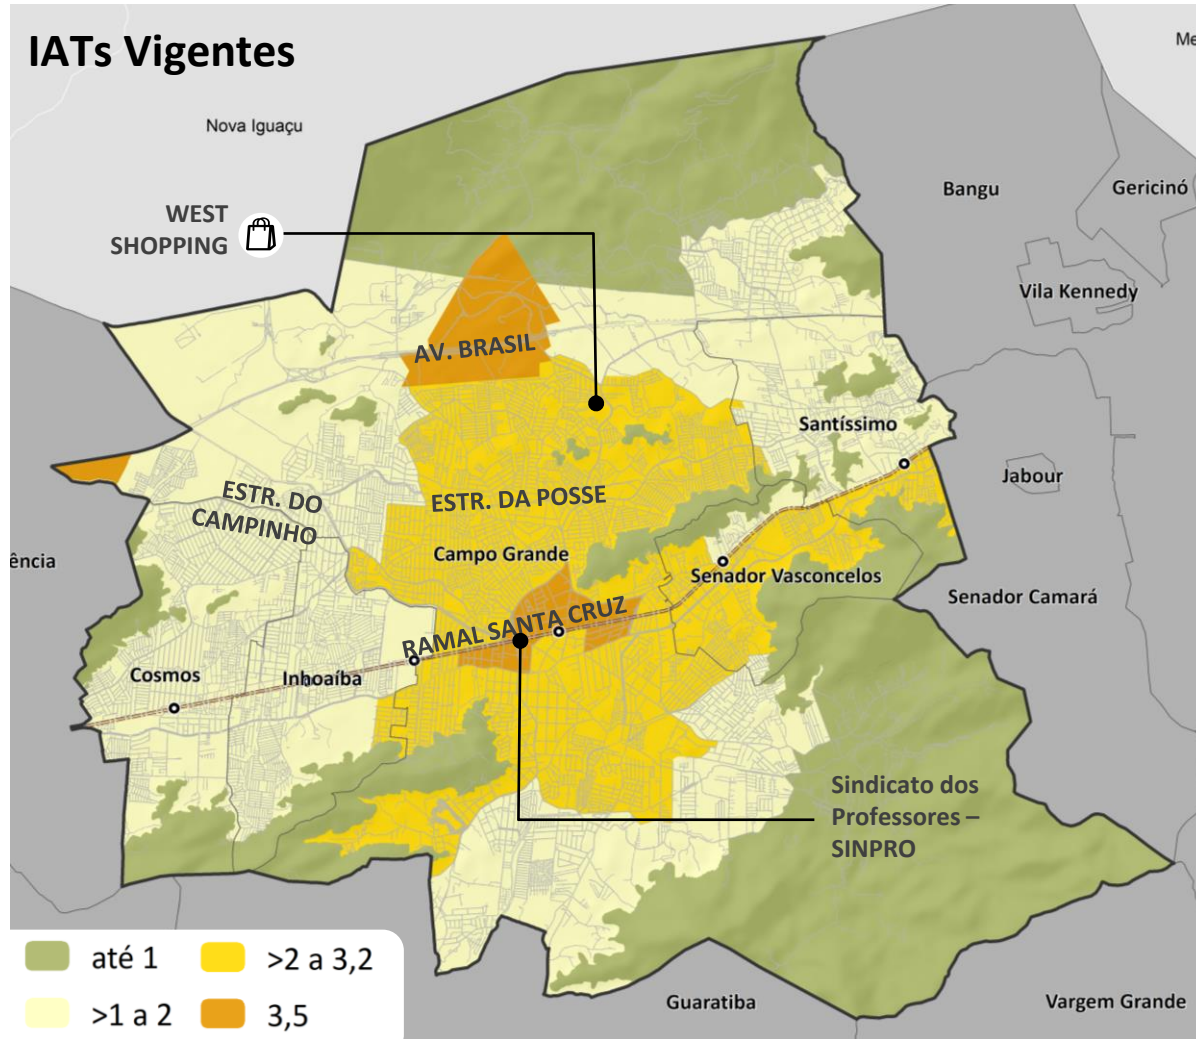 IATs Vigentes
Me
Nova Iguaçu
WEST
SHOPPING
Bangu
Gericinó
Vila Kennedy
AV. BRASIL
Santíssimo
Jabour
ESTR. DO
CAMPINHO
ESTR. DA POSSE
Campo Grande
ência
Senador Vasconcelos
Senador Camará
RAMAL SANTA CRUZ
Cosmos
Inhoaíba
Sindicato dos
Professores –
SINPRO
até 1
>2 a 3,2
>1 a 2
3,5
Guaratiba
Vargem Grande